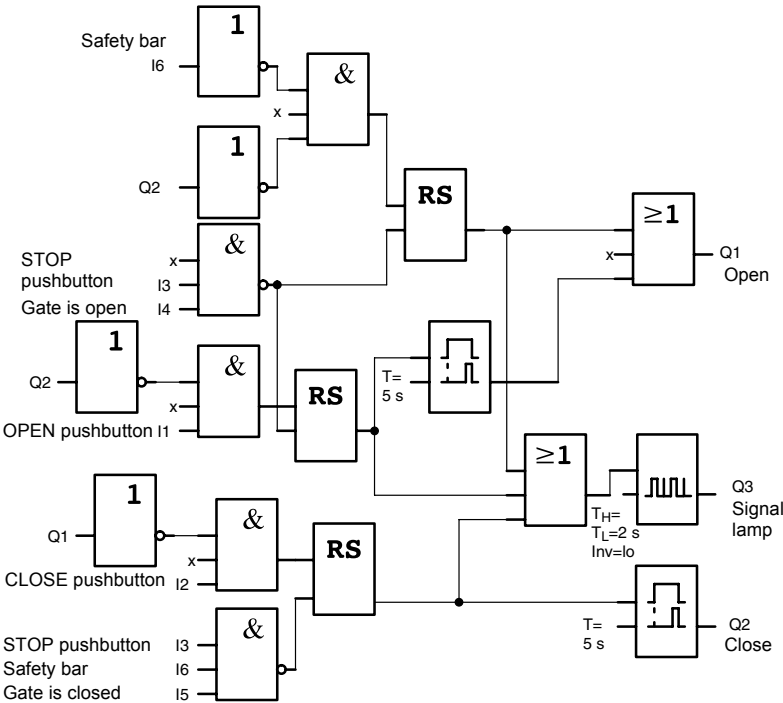 1
Safety bar
I6
&
x
1
Q2
RS
≥1
&
STOP
pushbutton
x
I3
Gate is open
I4
x
Q1
Open
1
&
Q2
x
OPEN pushbutton I1
RS
T=
5 s
≥1
1
&
Q1
x
CLOSE pushbutton I2
RS
TH=
TL=2 s
Inv=lo
Q3
Signal
lamp
&
STOP pushbutton I3
Safety bar I6
Gate is closed I5
T=
5 s
Q2
Close